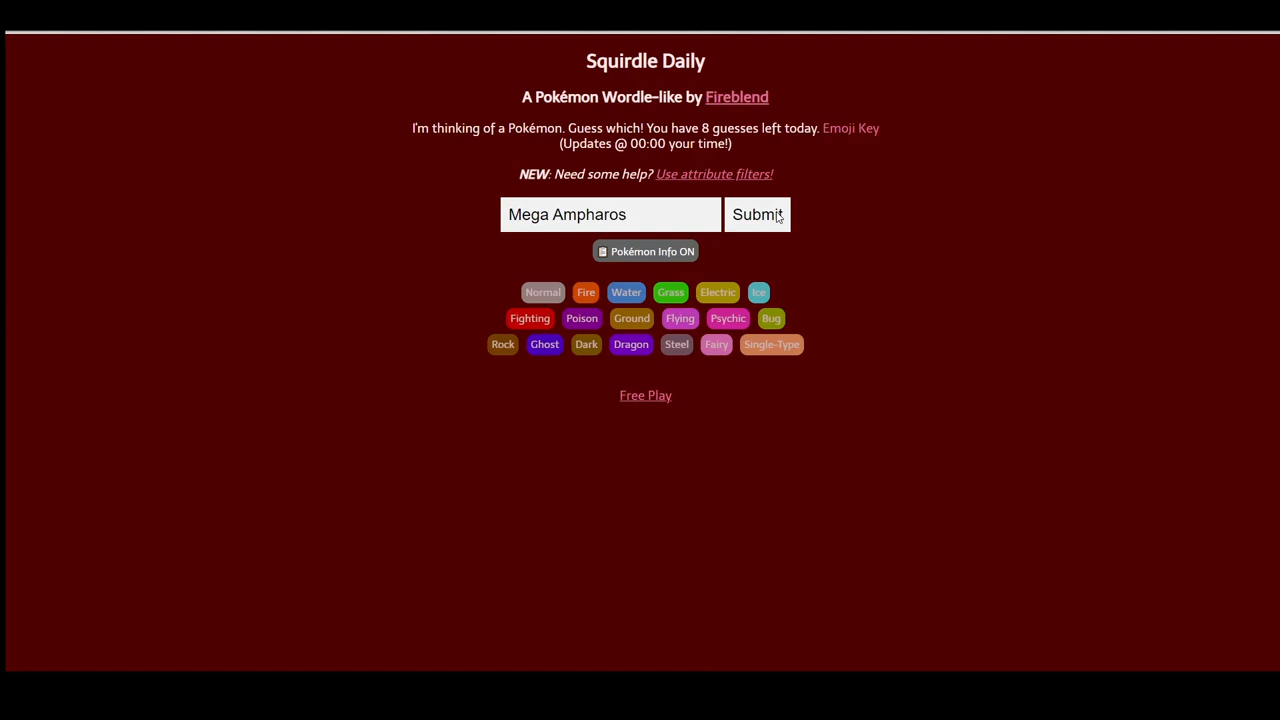 Squirdle Daily
A Pokémon Wordle-like by Fireblend
I'm thinking of a Pokémon. Guess which! You have 8 guesses left today. Emoji Key
(Updates @ 00:00 your time!)
NEW: Need some help? Use attribute filters!
Mega Ampharos Submit
📋 Pokémon Info ON
Normal Fire Water Grass Electric Ice
Fighting Poison Ground Flying Psychic Bug
Rock Ghost Dark Dragon Steel Fairy Single-Type
Free Play